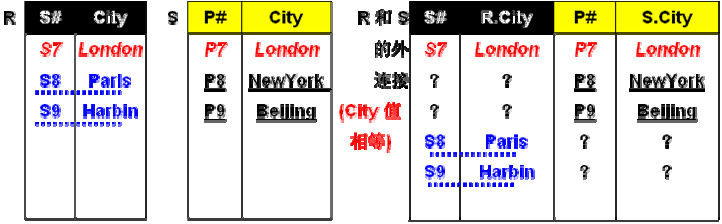 R S# City S P# City R 和 S S# R.City P# S.City
S7 London P7 London 的外 S7 London P7 London
S8 Paris P8 NewYork 连接 ? ? P8 NewYork
S9 Harbin P9 Beijing (City 值 ? ? P9 Beijing
相等) S8 Paris ? ?
S9 Harbin ? ?